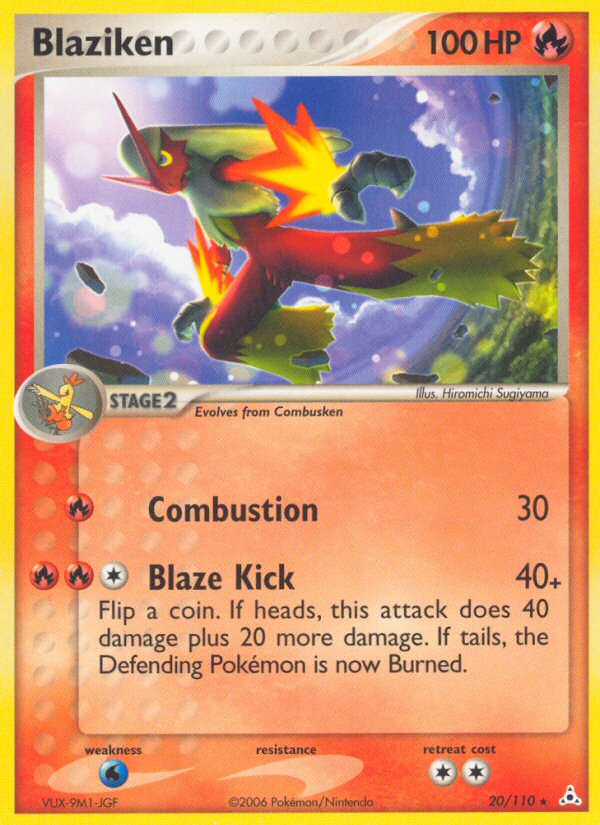 Blaziken 100 HP
Illus. Hiromichi Sugiyama
STAGE2
Evolves from Combusken
Combustion 30
Blaze Kick 40+
Flip a coin. If heads, this attack does 40
damage plus 20 more damage. If tails, the
Defending Pokémon is now Burned.
weakness resistance retreat cost
VUX-9M1-JGF ©2006 Pokémon/Nintendo 20/110 ★